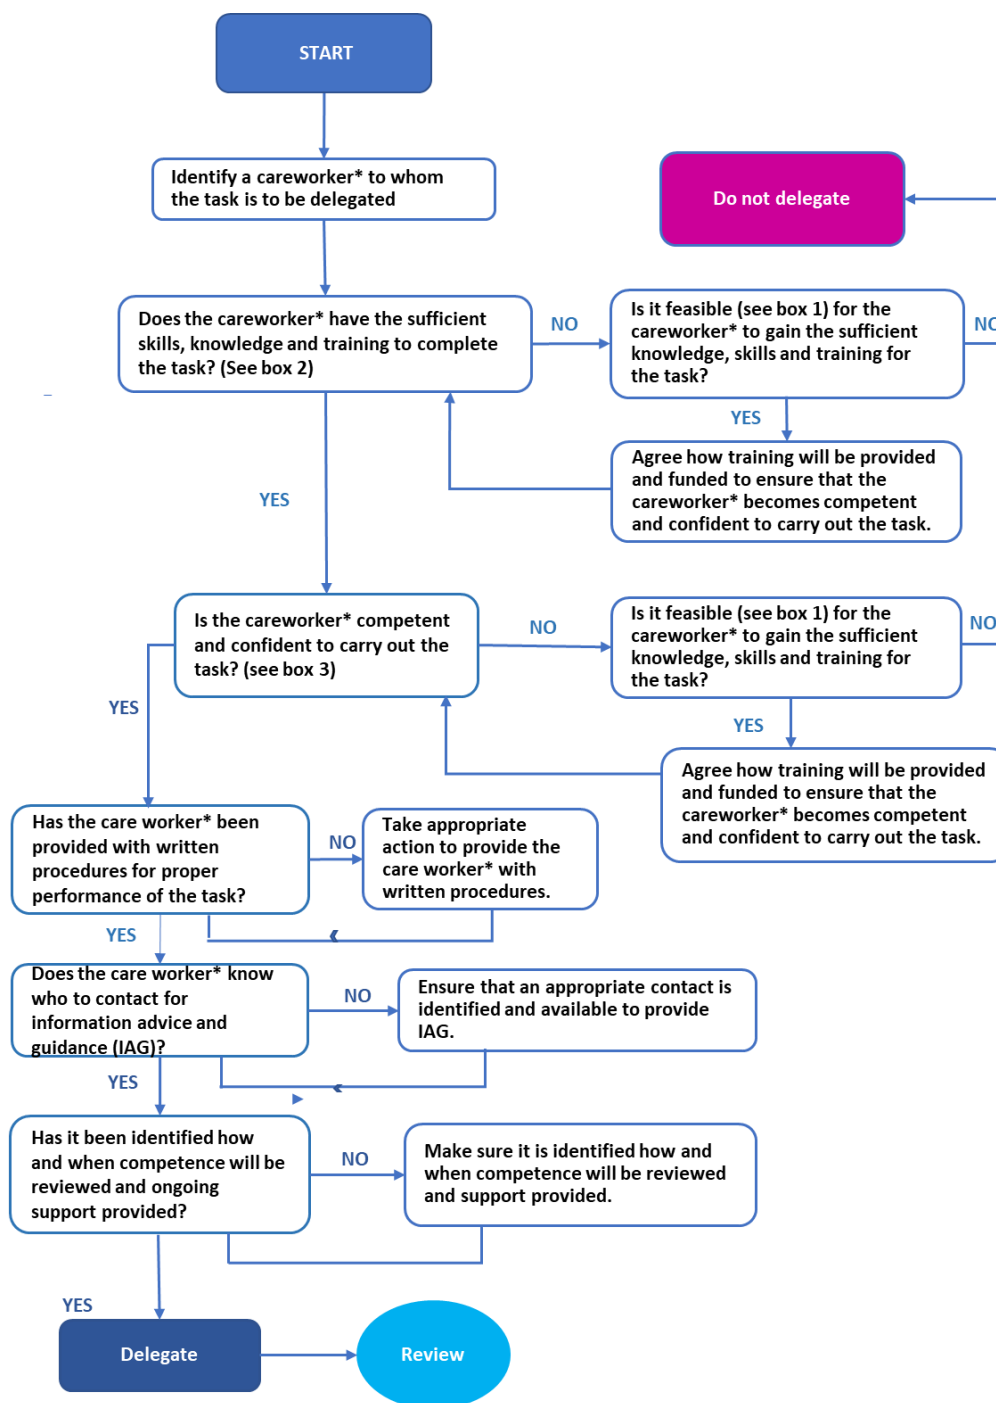 START
Identify a careworker* to whom
the task is to be delegated
Do not delegate
Does the careworker* have the sufficient
skills, knowledge and training to complete
the task? (See box 2)
NO
Is it feasible (see box 1) for the
careworker* to gain the sufficient
knowledge, skills and training for
the task?
NO
YES
Agree how training will be provided
and funded to ensure that the
careworker* becomes competent
and confident to carry out the task.
YES
Is the careworker* competent
and confident to carry out the
task? (see box 3)
NO
Is it feasible (see box 1) for the
careworker* to gain the sufficient
knowledge, skills and training for
the task?
NO
YES
YES
Agree how training will be provided
and funded to ensure that the
careworker* becomes competent
and confident to carry out the task.
Has the care worker* been
provided with written
procedures for proper
performance of the task?
NO
Take appropriate
action to provide the
care worker* with
written procedures.
YES
Does the care worker* know
who to contact for
information advice and
guidance (IAG)?
NO
Ensure that an appropriate contact is
identified and available to provide
IAG.
YES
Has it been identified how
and when competence will be
reviewed and ongoing
support provided?
NO
Make sure it is identified how and
when competence will be reviewed
and support provided.
YES
Delegate
Review